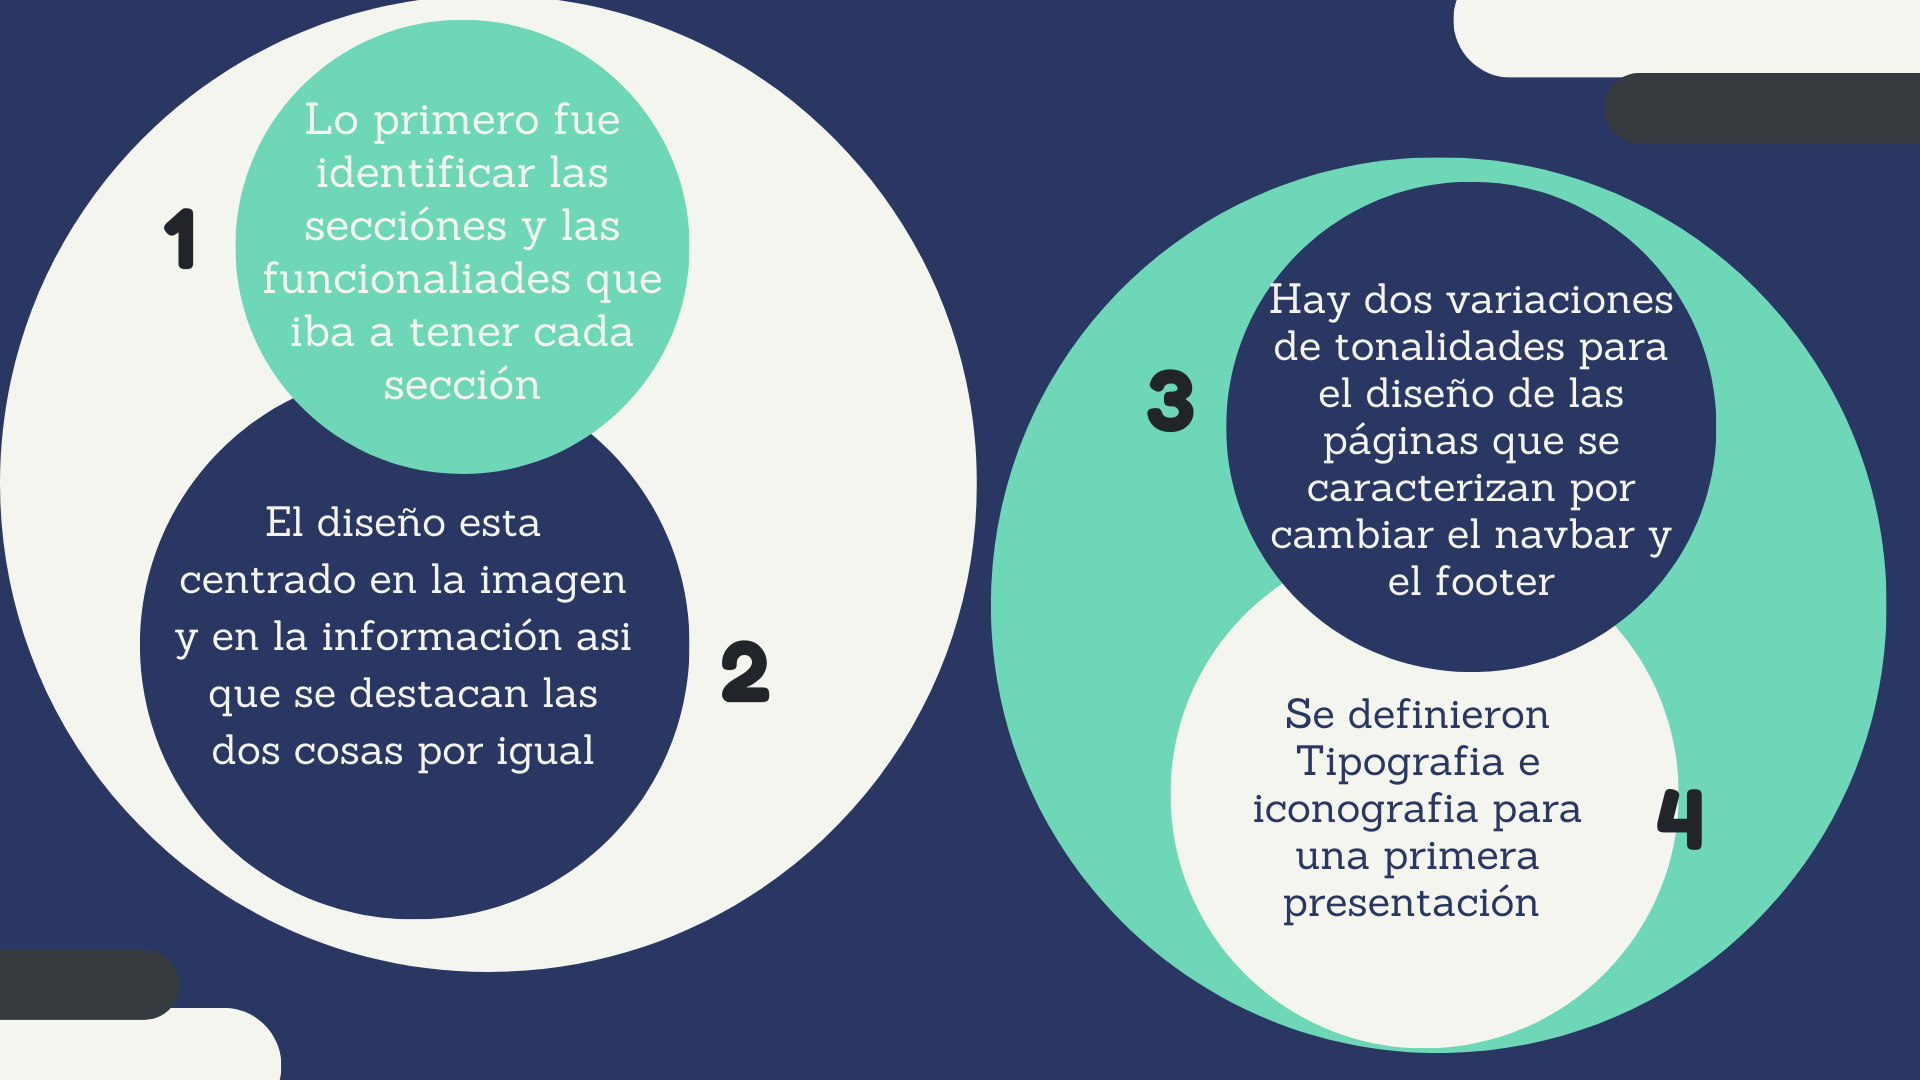 1
Lo primero fue
identificar las
secciónes y las
funcionaliades que
iba a tener cada
sección
El diseño esta
centrado en la imagen
y en la información asi
que se destacan las
dos cosas por igual
2
3
Hay dos variaciones
de tonalidades para
el diseño de las
páginas que se
caracterizan por
cambiar el navbar y
el footer
Se definieron
Tipografia e
iconografia para
una primera
presentación
4